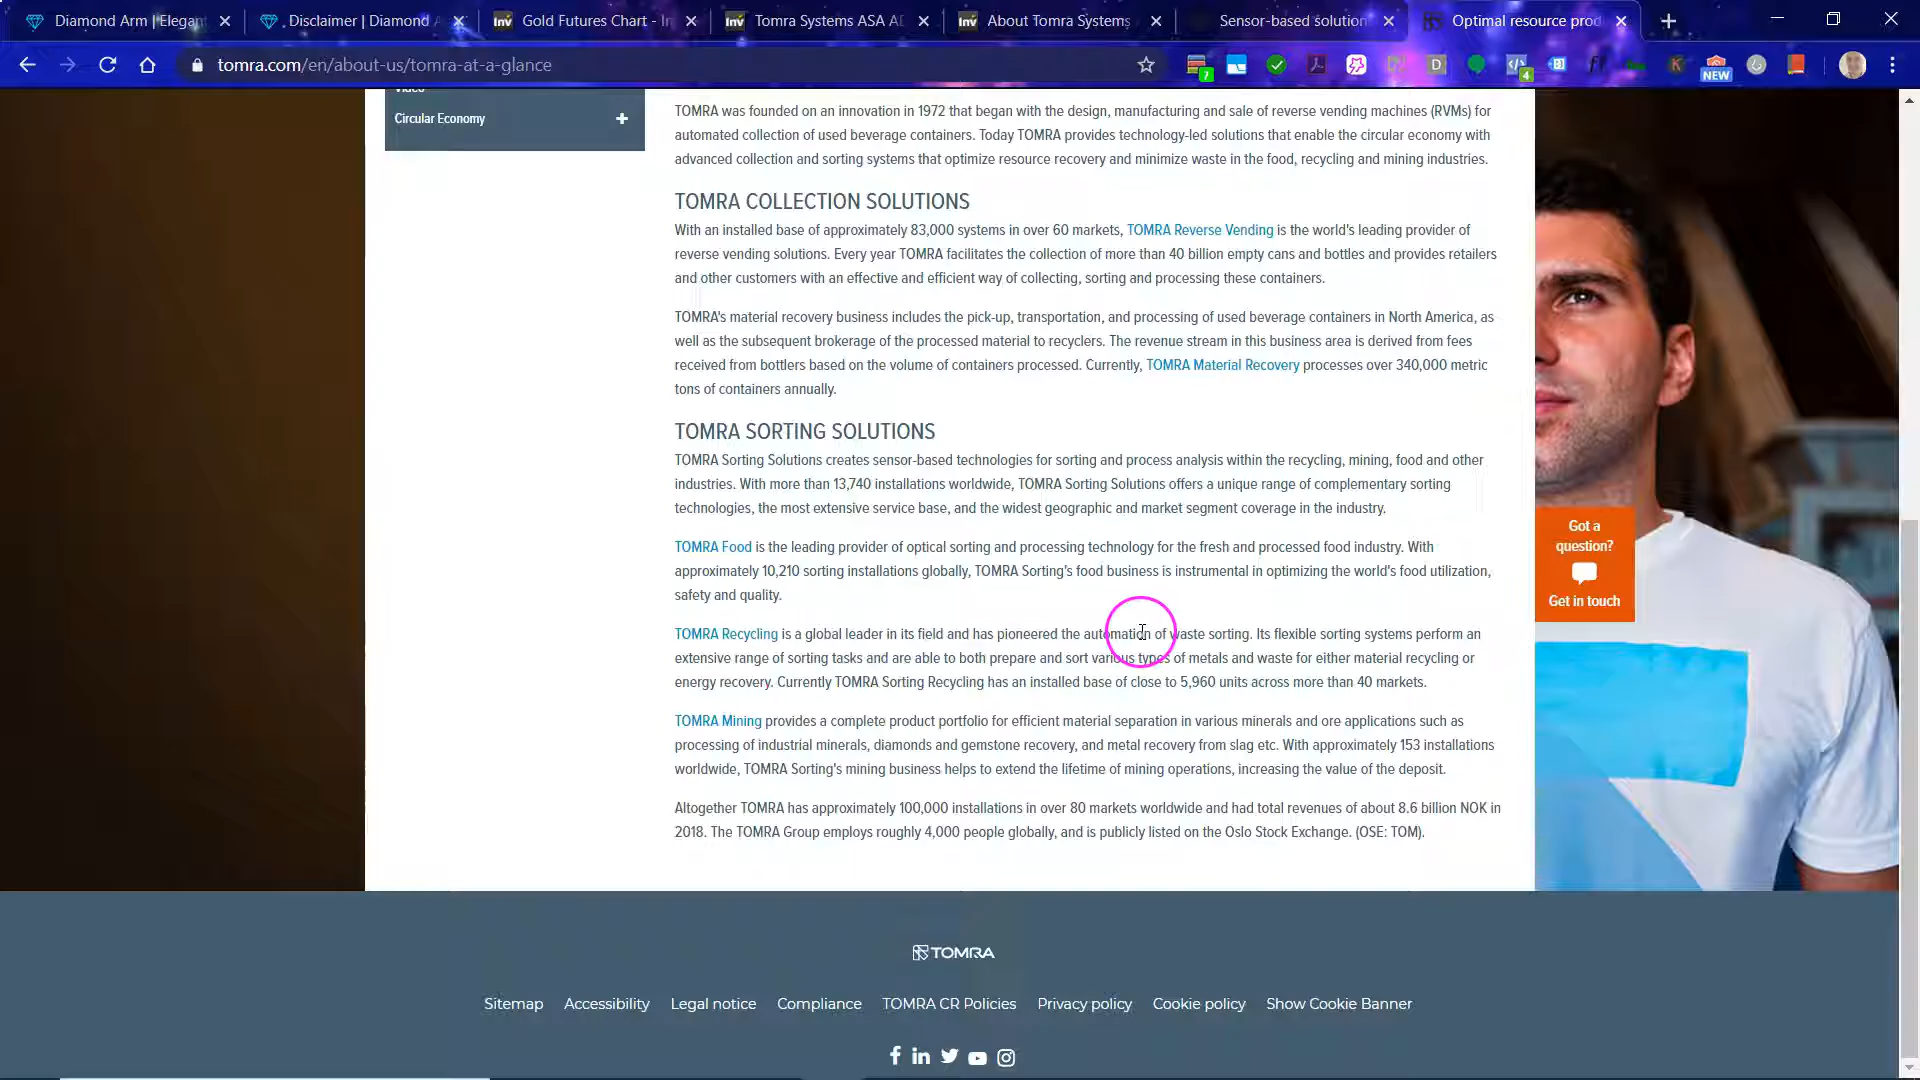 Diamond Arm | Elegan
Disclaimer | Diamond A
Gold Futures Chart - In
Tomra Systems ASA AD
About Tomra Systems
Sensor-based solution
Optimal resource prod
tomra.com/en/about-us/tomra-at-a-glance
7
D
4
NEW
Circular Economy
TOMRA was founded on an innovation in 1972 that began with the design, manufacturing and sale of reverse vending machines (RVMs) for
automated collection of used beverage containers. Today TOMRA provides technology-led solutions that enable the circular economy with
advanced collection and sorting systems that optimize resource recovery and minimize waste in the food, recycling and mining industries.
TOMRA COLLECTION SOLUTIONS
With an installed base of approximately 83,000 systems in over 60 markets, TOMRA Reverse Vending is the world's leading provider of
reverse vending solutions. Every year TOMRA facilitates the collection of more than 40 billion empty cans and bottles and provides retailers
and other customers with an effective and efficient way of collecting, sorting and processing these containers.
TOMRA's material recovery business includes the pick-up, transportation, and processing of used beverage containers in North America, as
well as the subsequent brokerage of the processed material to recyclers. The revenue stream in this business area is derived from fees
received from bottlers based on the volume of containers processed. Currently, TOMRA Material Recovery processes over 340,000 metric
tons of containers annually.
TOMRA SORTING SOLUTIONS
TOMRA Sorting Solutions creates sensor-based technologies for sorting and process analysis within the recycling, mining, food and other
industries. With more than 13,740 installations worldwide, TOMRA Sorting Solutions offers a unique range of complementary sorting
technologies, the most extensive service base, and the widest geographic and market segment coverage in the industry.
TOMRA Food is the leading provider of optical sorting and processing technology for the fresh and processed food industry. With
approximately 10,210 sorting installations globally, TOMRA Sorting's food business is instrumental in optimizing the world's food utilization,
safety and quality.
TOMRA Recycling is a global leader in its field and has pioneered the automation of waste sorting. Its flexible sorting systems perform an
extensive range of sorting tasks and are able to both prepare and sort various types of metals and waste for either material recycling or
energy recovery. Currently TOMRA Sorting Recycling has an installed base of close to 5,960 units across more than 40 markets.
TOMRA Mining provides a complete product portfolio for efficient material separation in various minerals and ore applications such as
processing of industrial minerals, diamonds and gemstone recovery, and metal recovery from slag etc. With approximately 153 installations
worldwide, TOMRA Sorting's mining business helps to extend the lifetime of mining operations, increasing the value of the deposit.
Altogether TOMRA has approximately 100,000 installations in over 80 markets worldwide and had total revenues of about 8.6 billion NOK in
2018. The TOMRA Group employs roughly 4,000 people globally, and is publicly listed on the Oslo Stock Exchange. (OSE: TOM).
Got a
question?
Get in touch
TOMRA
Sitemap Accessibility Legal notice Compliance TOMRA CR Policies Privacy policy Cookie policy Show Cookie Banner